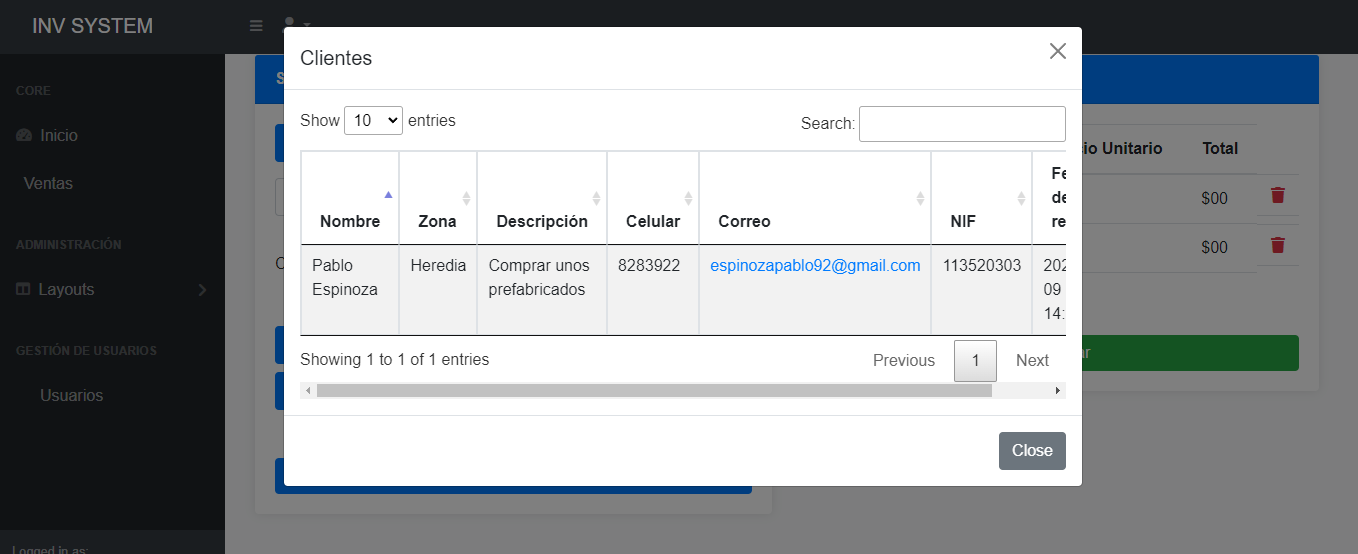 INV SYSTEM
CORE
Inicio
Ventas
ADMINISTRACIÓN
Layouts
GESTIÓN DE USUARIOS
Usuarios
Logged in as:
Clientes
Show 10 entries
Search:
Nombre Zona Descripción Celular Correo NIF Fe
de
re
Pablo Heredia Comprar unos 8283922 espinozapablo92@gmail.com 113520303 202
Espinoza prefabricados 09
14:
Showing 1 to 1 of 1 entries
Previous 1 Next
Close
cio Unitario Total
$00
$00